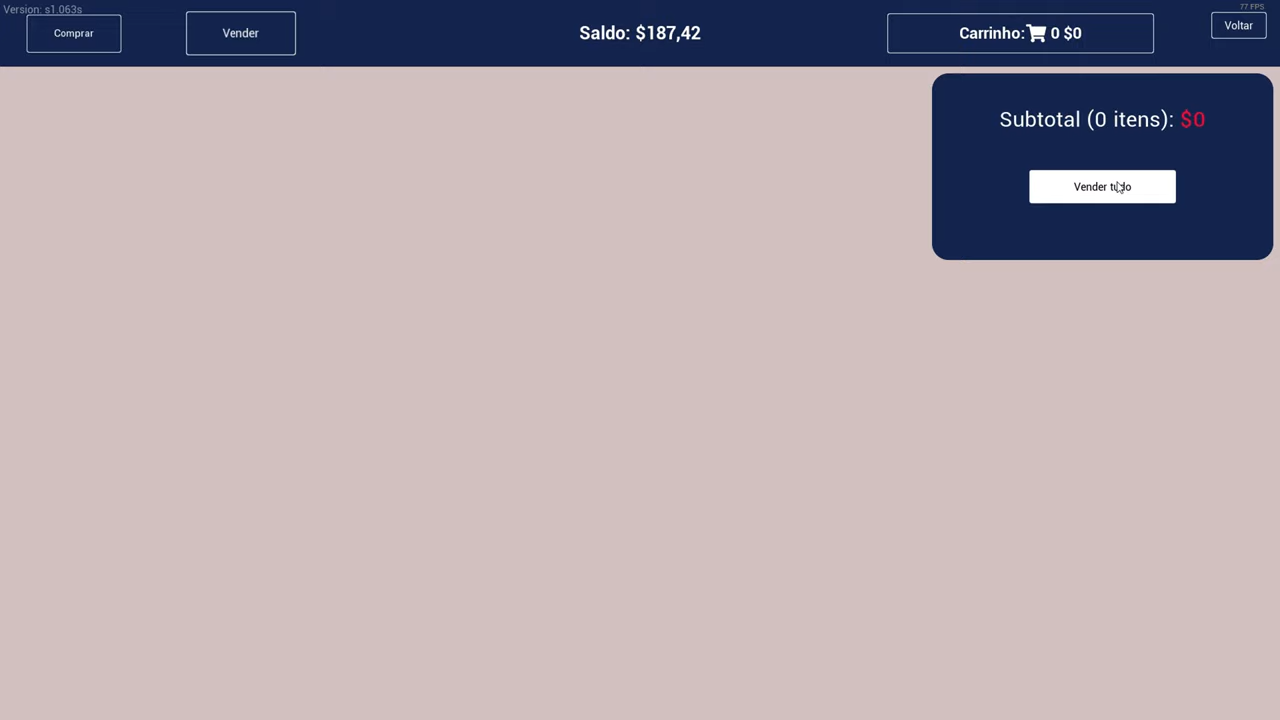 Version: s1.063s
77 FPS
Comprar
Vender
Saldo: $187,42
Carrinho: 0 $0
Voltar
Subtotal (0 itens): $0
Vender tudo